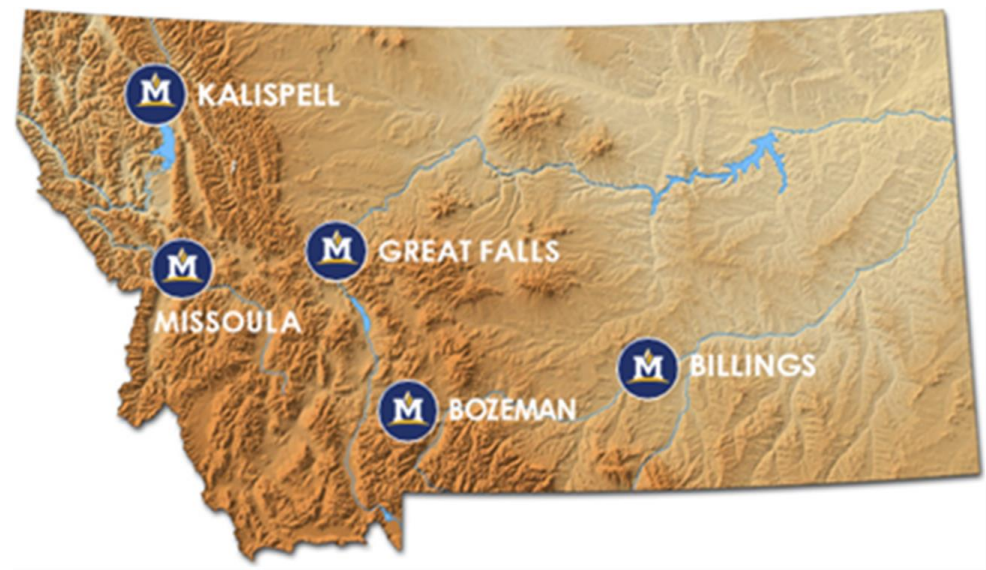 M
KALISPELL
M
GREAT FALLS
M
MISSOULA
M
BILLINGS
M
BOZEMAN